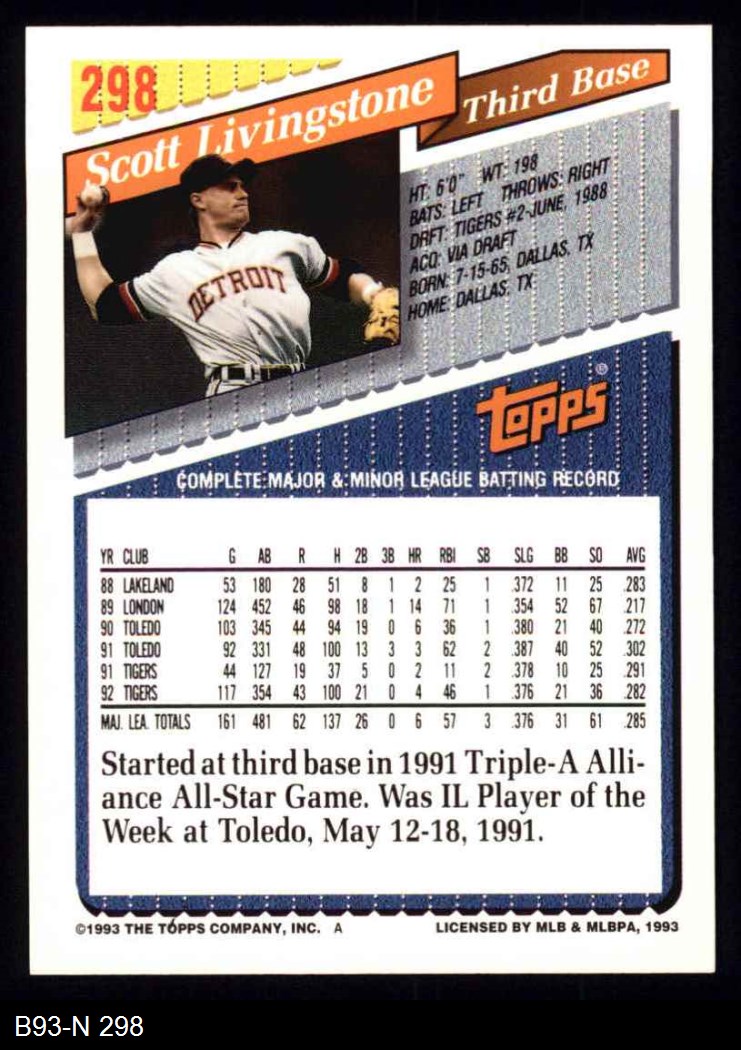 298
Scott Livingstone
Third Base
HT: 6'0" WT: 198
BATS: LEFT THROWS: RIGHT
DRFT: TIGERS #2-JUNE, 1988
ACQ: VIA DRAFT
BORN: 7-15-65, DALLAS, TX
HOME: DALLAS, TX
DETROIT
topps®
COMPLETE MAJOR & MINOR LEAGUE BATTING RECORD
YR CLUB G AB R H 2B 3B HR RBI SB SLG BB SO AVG
88 LAKELAND 53 180 28 51 8 1 2 25 1 .372 11 25 .283
89 LONDON 124 452 46 98 18 1 14 71 1 .354 52 67 .217
90 TOLEDO 103 345 44 94 19 0 6 36 1 .380 21 40 .272
91 TOLEDO 92 331 48 100 13 3 3 62 2 .387 40 52 .302
91 TIGERS 44 127 19 37 5 0 2 11 2 .378 10 25 .291
92 TIGERS 117 354 43 100 21 0 4 46 1 .376 21 36 .282
MAJ. LEA. TOTALS 161 481 62 137 26 0 6 57 3 .376 31 61 .285
Started at third base in 1991 Triple-A Alli-
ance All-Star Game. Was IL Player of the
Week at Toledo, May 12-18, 1991.
©1993 THE TOPPS COMPANY, INC. A
LICENSED BY MLB & MLBPA, 1993
B93-N 298